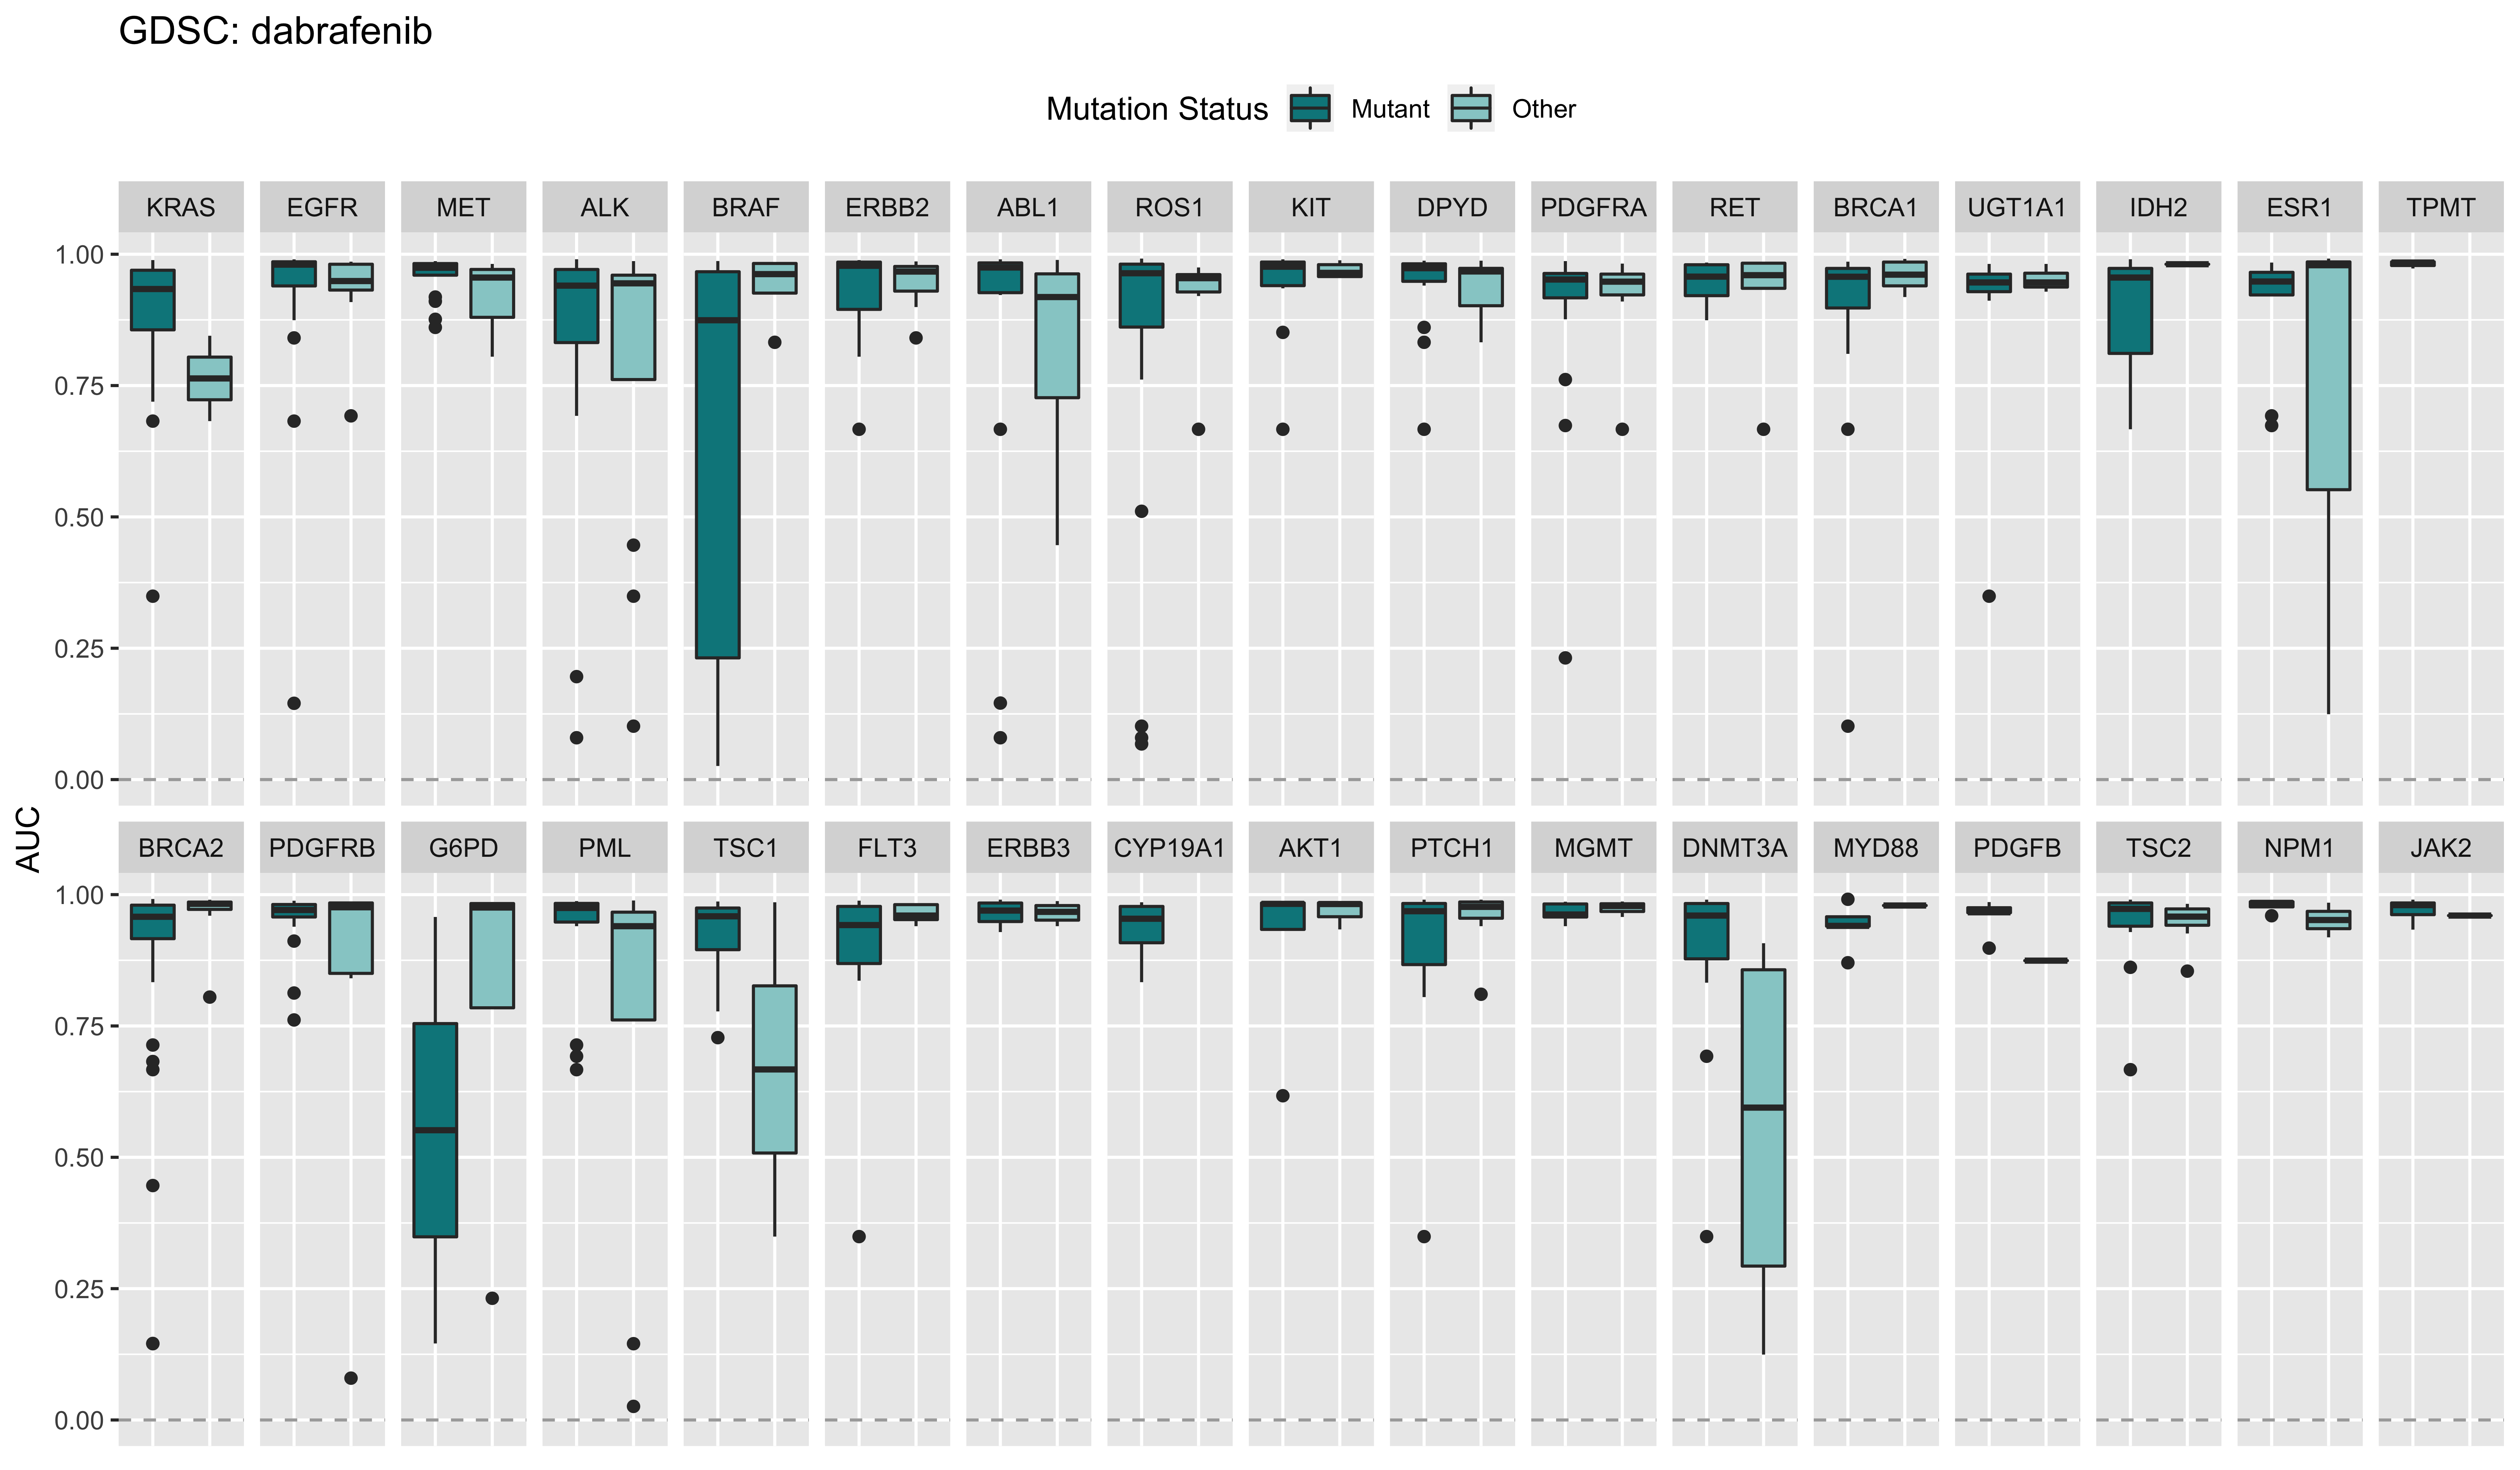 GDSC: dabrafenib
Mutation Status Mutant Other
KRAS EGFR MET ALK BRAF ERBB2 ABL1 ROS1 KIT DPYD PDGFRA RET BRCA1 UGT1A1 IDH2 ESR1 TPMT
1.00
0.75
0.50
0.25
0.00
AUC
BRCA2 PDGFRB G6PD PML TSC1 FLT3 ERBB3 CYP19A1 AKT1 PTCH1 MGMT DNMT3A MYD88 PDGFB TSC2 NPM1 JAK2
1.00
0.75
0.50
0.25
0.00